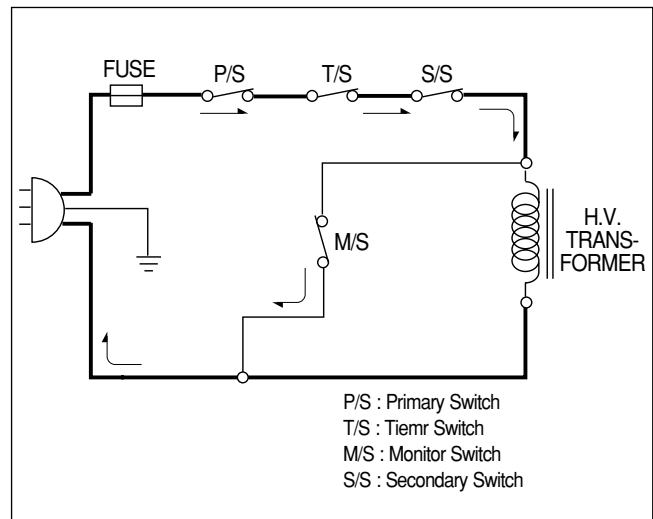 FUSE P/S T/S S/S
M/S
H.V.
TRANS-
FORMER
P/S : Primary Switch
T/S : Tiemr Switch
M/S : Monitor Switch
S/S : Secondary Switch